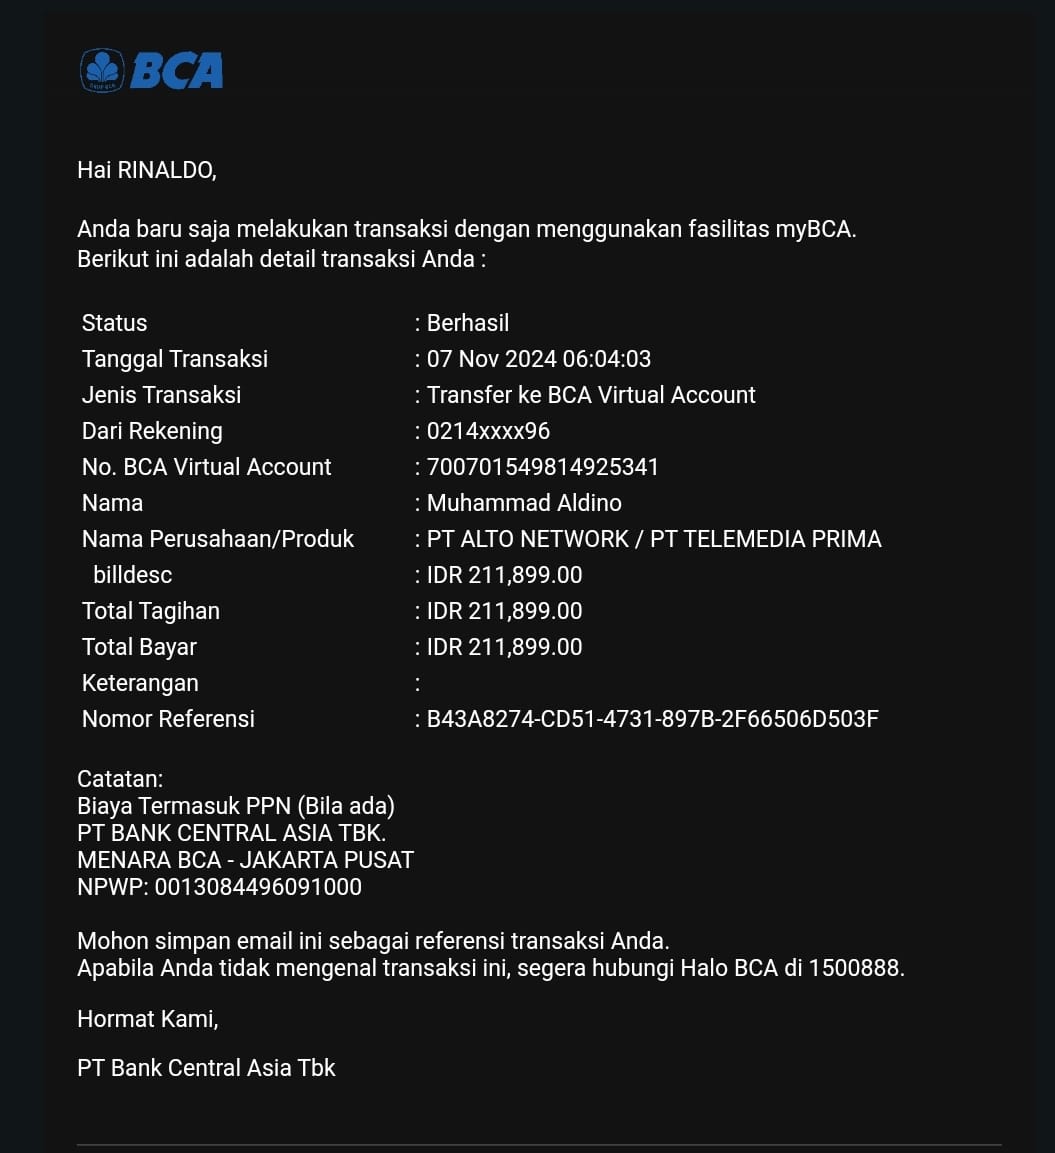 BCA
Hai RINALDO,
Anda baru saja melakukan transaksi dengan menggunakan fasilitas myBCA.
Berikut ini adalah detail transaksi Anda :
Status : Berhasil
Tanggal Transaksi : 07 Nov 2024 06:04:03
Jenis Transaksi : Transfer ke BCA Virtual Account
Dari Rekening : 0214xxxx96
No. BCA Virtual Account : 700701549814925341
Nama : Muhammad Aldino
Nama Perusahaan/Produk : PT ALTO NETWORK / PT TELEMEDIA PRIMA
billdesc : IDR 211,899.00
Total Tagihan : IDR 211,899.00
Total Bayar : IDR 211,899.00
Keterangan :
Nomor Referensi : B43A8274-CD51-4731-897B-2F66506D503F
Catatan:
Biaya Termasuk PPN (Bila ada)
PT BANK CENTRAL ASIA TBK.
MENARA BCA - JAKARTA PUSAT
NPWP: 0013084496091000
Mohon simpan email ini sebagai referensi transaksi Anda.
Apabila Anda tidak mengenal transaksi ini, segera hubungi Halo BCA di 1500888.
Hormat Kami,
PT Bank Central Asia Tbk